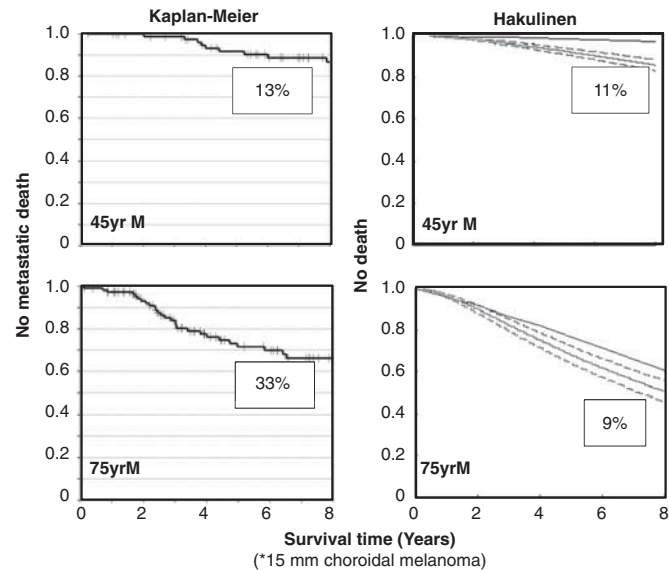 Kaplan-Meier
Hakulinen
No metastatic death
1.0
0.8
0.6
0.4
0.2
0
13%
45yr M
No death
1.0
0.8
0.6
0.4
0.2
0
11%
45yr M
1.0
0.8
0.6
0.4
0.2
0
33%
75yrM
0 2 4 6 8
1.0
0.8
0.6
0.4
0.2
0
9%
75yrM
0 2 4 6 8
Survival time (Years)
(*15 mm choroidal melanoma)